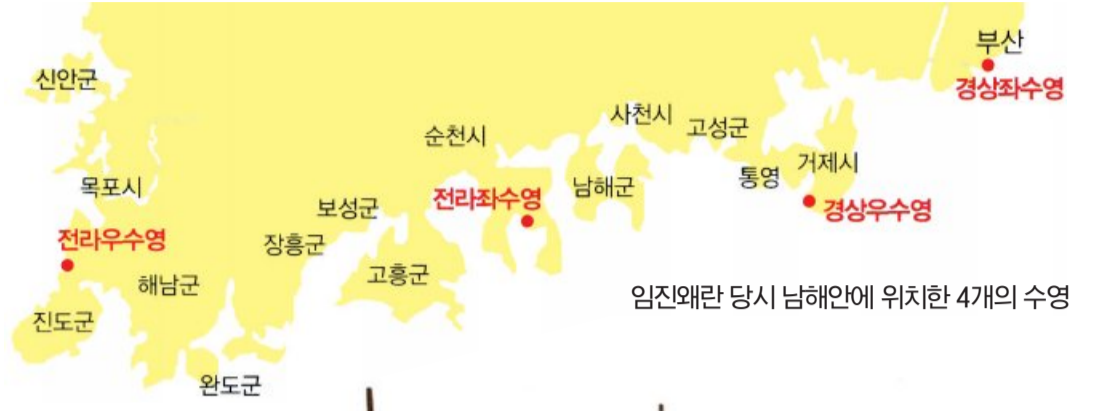 부산
경상좌수영
신안군
사천시
고성군
순천시
거제시
통영
목포시
남해군
전라좌수영
보성군
경상우수영
전라우수영
장흥군
고흥군
해남군
임진왜란 당시 남해안에 위치한 4개의 수영
진도군
완도군